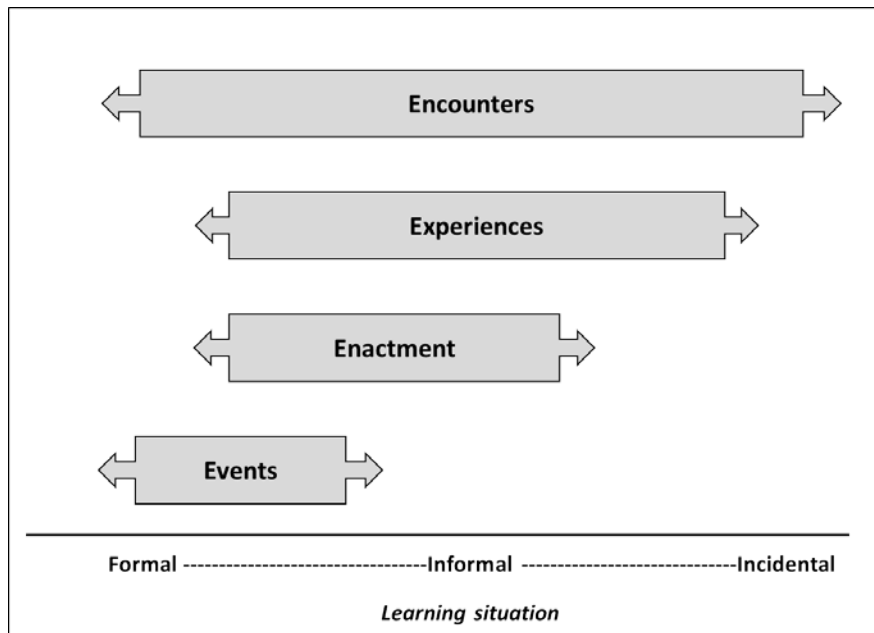 Encounters
Experiences
Enactment
Events
Formal ---------------------------Informal ------------------------Incidental
Learning situation